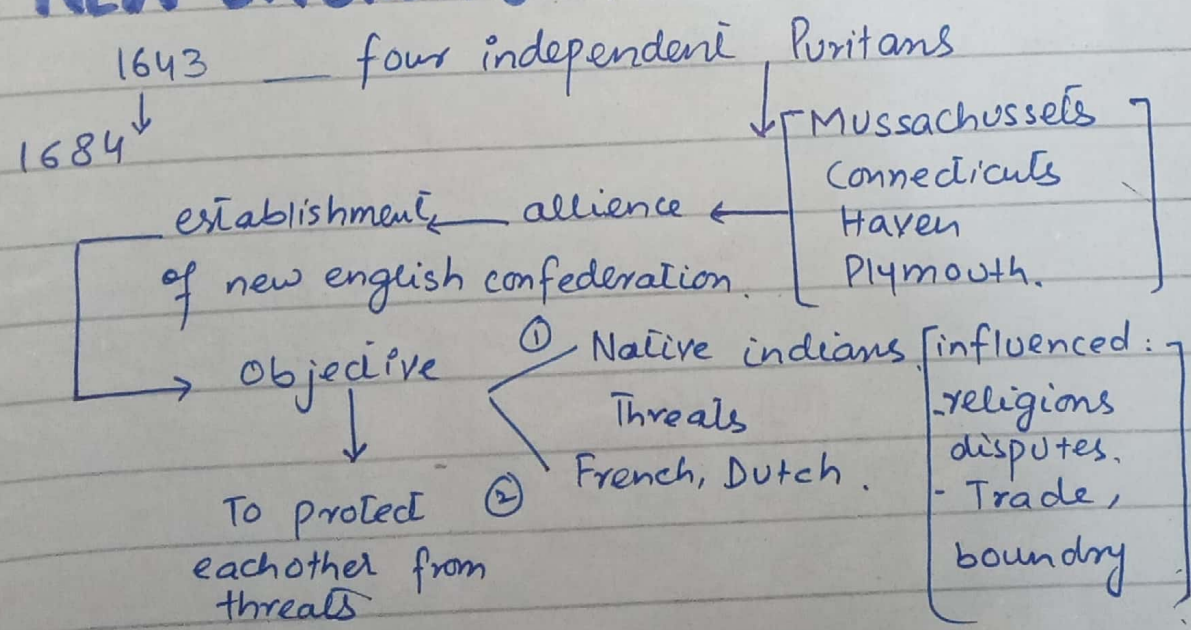 1643 — four independent Puritans
1684
Mussachussets
Connecticuts
Haven
Plymouth.
establishment allience
of new english confederation.
Objective
To protect
eachother from
threats
① Native indians
Threats
② French, Dutch.
influenced:
-religions
disputes.
- Trade,
boundry